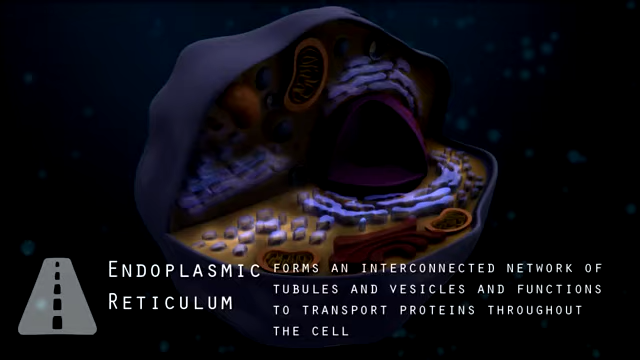 Endoplasmic
Reticulum
forms an interconnected network of
tubules and vesicles and functions
to transport proteins throughout
the cell